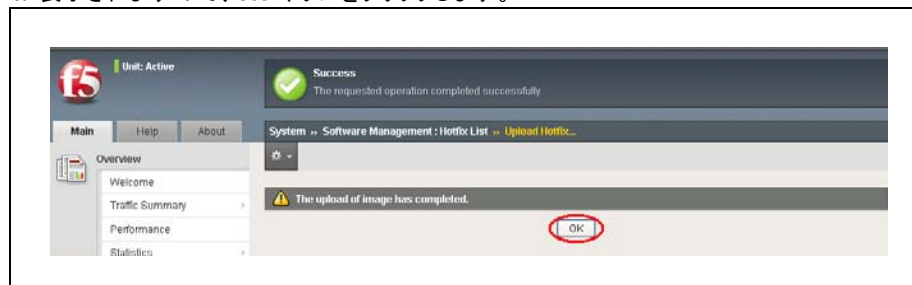 f5
Unit: Active
Success
The requested operation completed successfully
Main
Help
About
System » Software Management : Hotfix List » Upload Hotfix...
Overview
Welcome
The upload of image has completed.
Traffic Summary
Performance
OK
Statistics